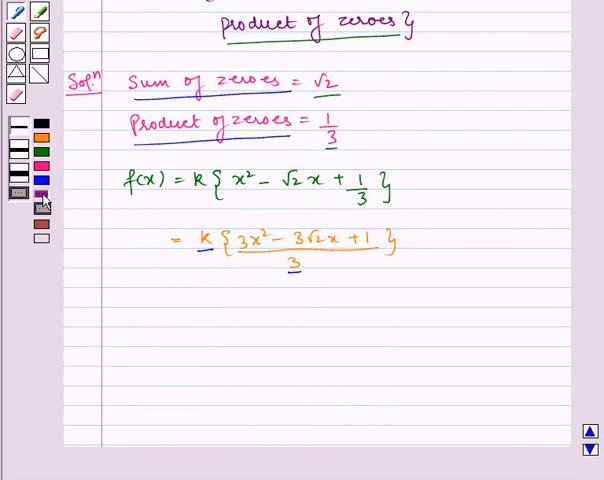 product of zeroes}
Sol.ⁿ Sum of zeroes = √2
Product of zeroes = 1/3
f(x) = k { x² - √2x + 1/3 }
= k { (3x² - 3√2x + 1)/3 }